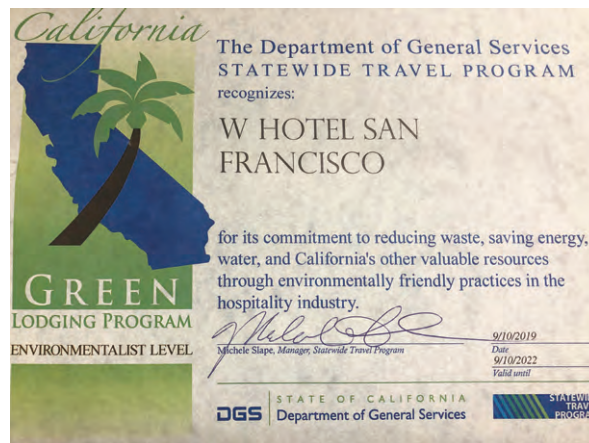 California
GREEN
LODGING PROGRAM
ENVIRONMENTALIST LEVEL
The Department of General Services
STATEWIDE TRAVEL PROGRAM
recognizes:
W HOTEL SAN
FRANCISCO
for its commitment to reducing waste, saving energy,
water, and California's other valuable resources
through environmentally friendly practices in the
hospitality industry.
Michele Slape, Manager, Statewide Travel Program
9/10/2019
Date
9/10/2022
Valid until
DGS
STATE OF CALIFORNIA
Department of General Services